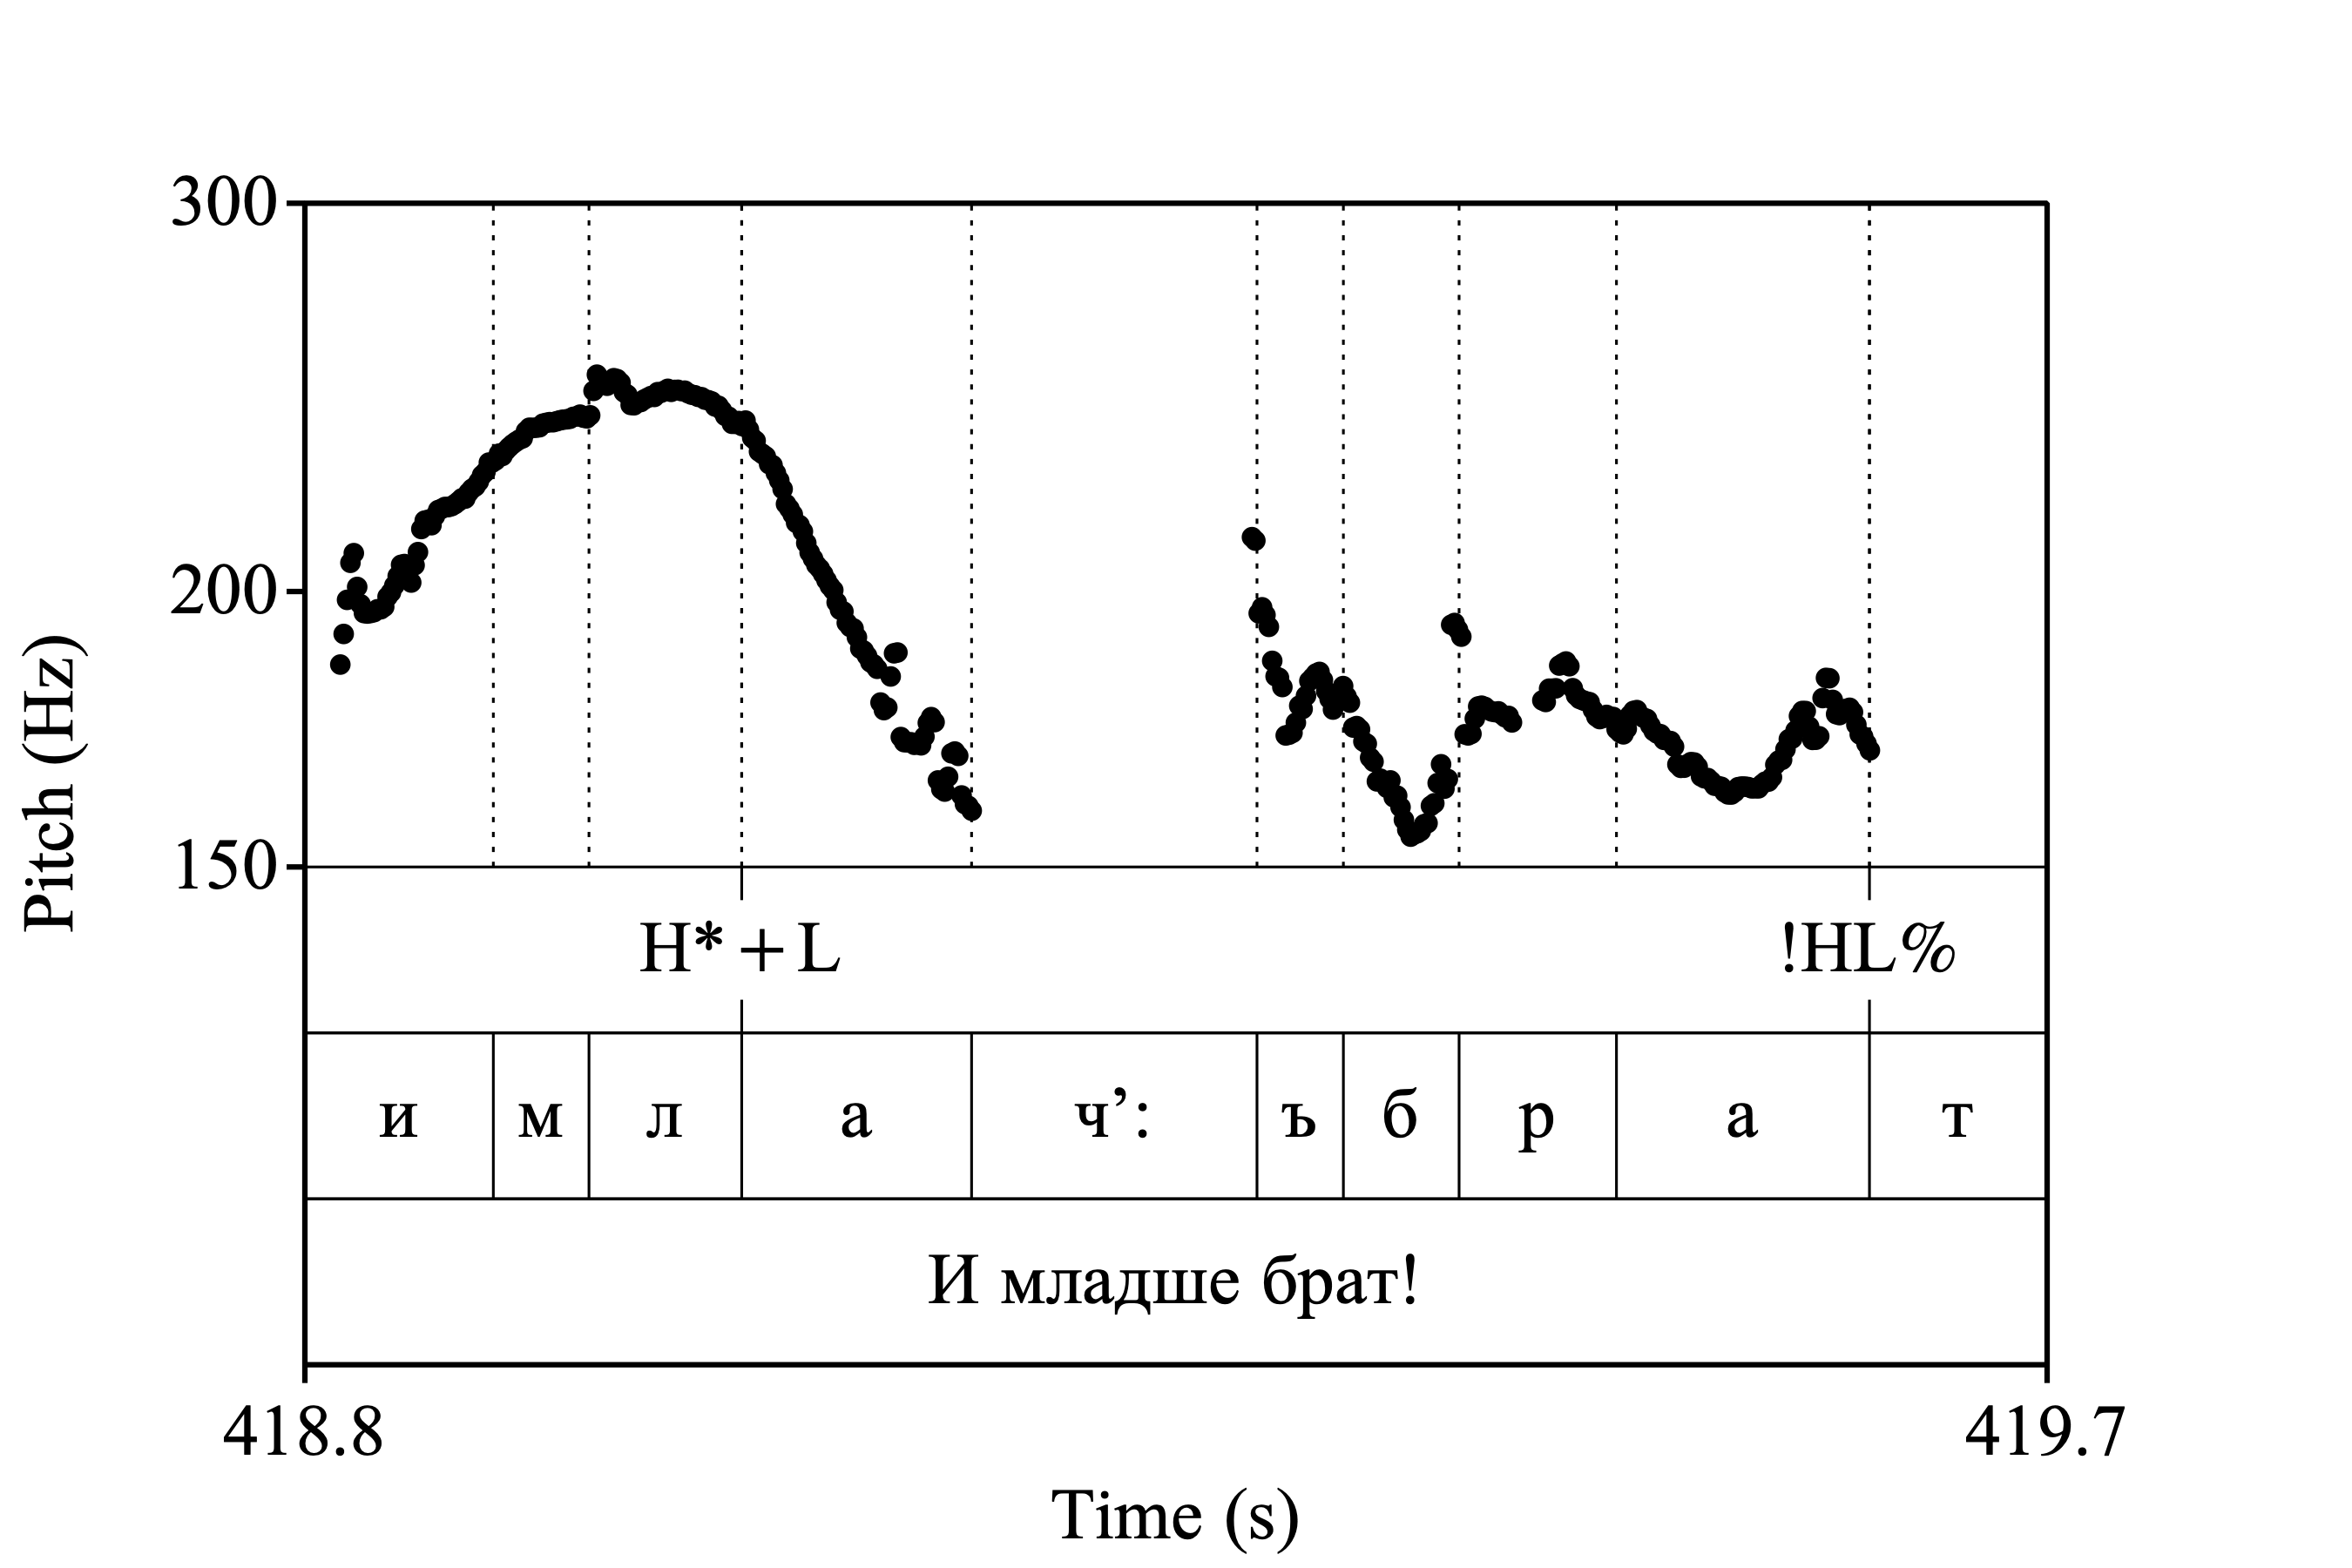 300
200
150
Pitch (Hz)
H*+L !HL%
и м л а ч’: ъ б р а т
И младше брат!
418.8 419.7
Time (s)